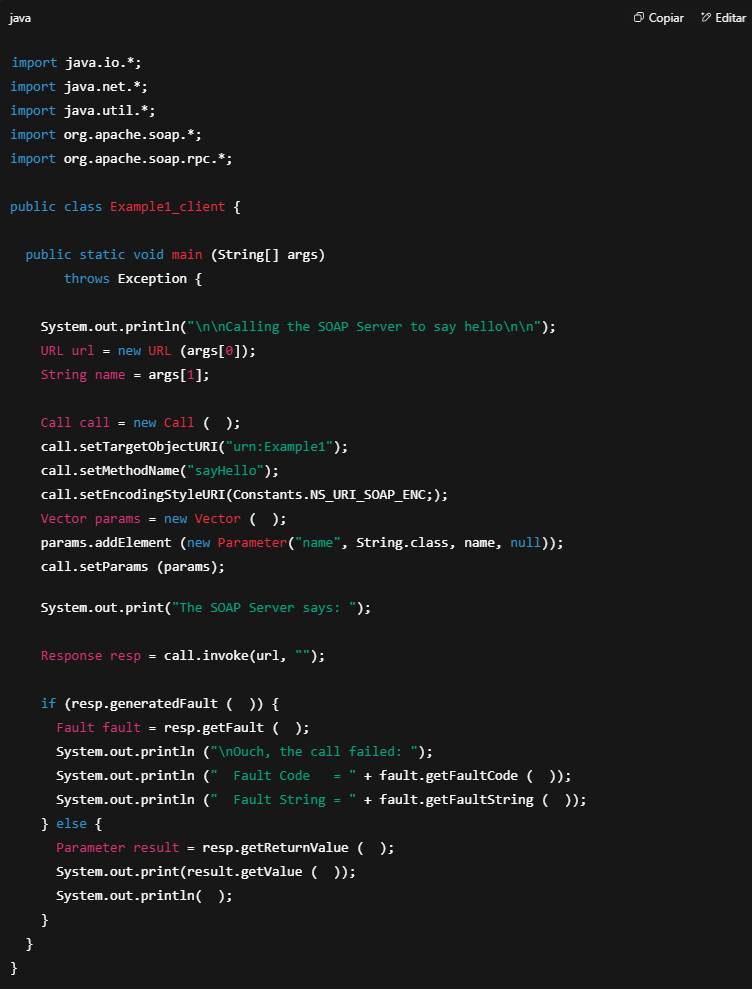 java
Copiar
Editar
import java.io.*;
import java.net.*;
import java.util.*;
import org.apache.soap.*;
import org.apache.soap.rpc.*;
public class Example1_client {
public static void main (String[] args)
throws Exception {
System.out.println("\n\nCalling the SOAP Server to say hello\n\n");
URL url = new URL (args[0]);
String name = args[1];
Call call = new Call (  );
call.setTargetObjectURI("urn:Example1");
call.setMethodName("sayHello");
call.setEncodingStyleURI(Constants.NS_URI_SOAP_ENC;);
Vector params = new Vector (  );
params.addElement (new Parameter("name", String.class, name, null));
call.setParams (params);
System.out.print("The SOAP Server says: ");
Response resp = call.invoke(url, "");
if (resp.generatedFault (  )) {
Fault fault = resp.getFault (  );
System.out.println ("\nOuch, the call failed: ");
System.out.println ("  Fault Code   = " + fault.getFaultCode (  ));
System.out.println ("  Fault String = " + fault.getFaultString (  ));
} else {
Parameter result = resp.getReturnValue (  );
System.out.print(result.getValue (  ));
System.out.println(  );
}
}
}